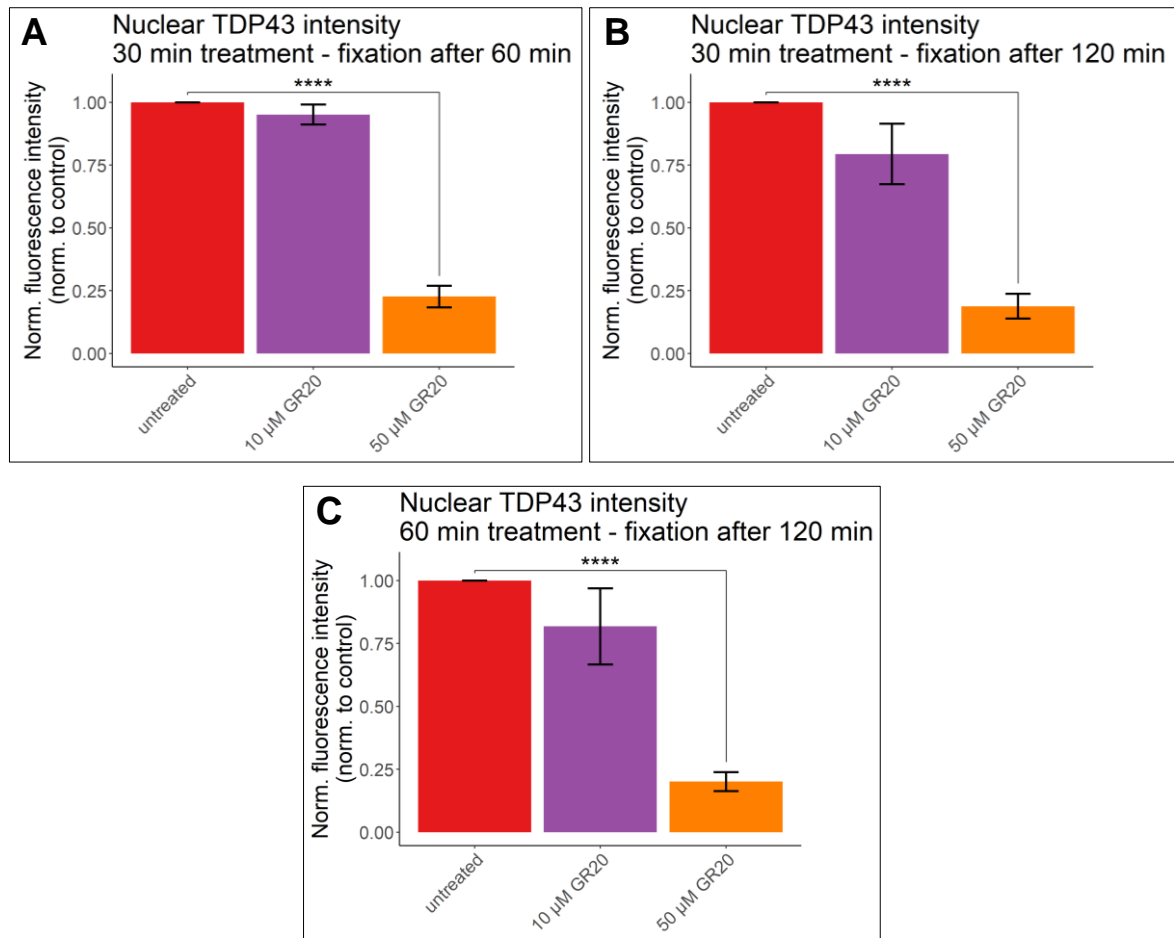 A
Nuclear TDP43 intensity
30 min treatment - fixation after 60 min
****
Norm. fluorescence intensity
(norm. to control)
1.00
0.75
0.50
0.25
0.00
untreated
10 µM GR20
50 µM GR20
B
Nuclear TDP43 intensity
30 min treatment - fixation after 120 min
****
Norm. fluorescence intensity
(norm. to control)
1.00
0.75
0.50
0.25
0.00
untreated
10 µM GR20
50 µM GR20
C
Nuclear TDP43 intensity
60 min treatment - fixation after 120 min
****
Norm. fluorescence intensity
(norm. to control)
1.00
0.75
0.50
0.25
0.00
untreated
10 µM GR20
50 µM GR20